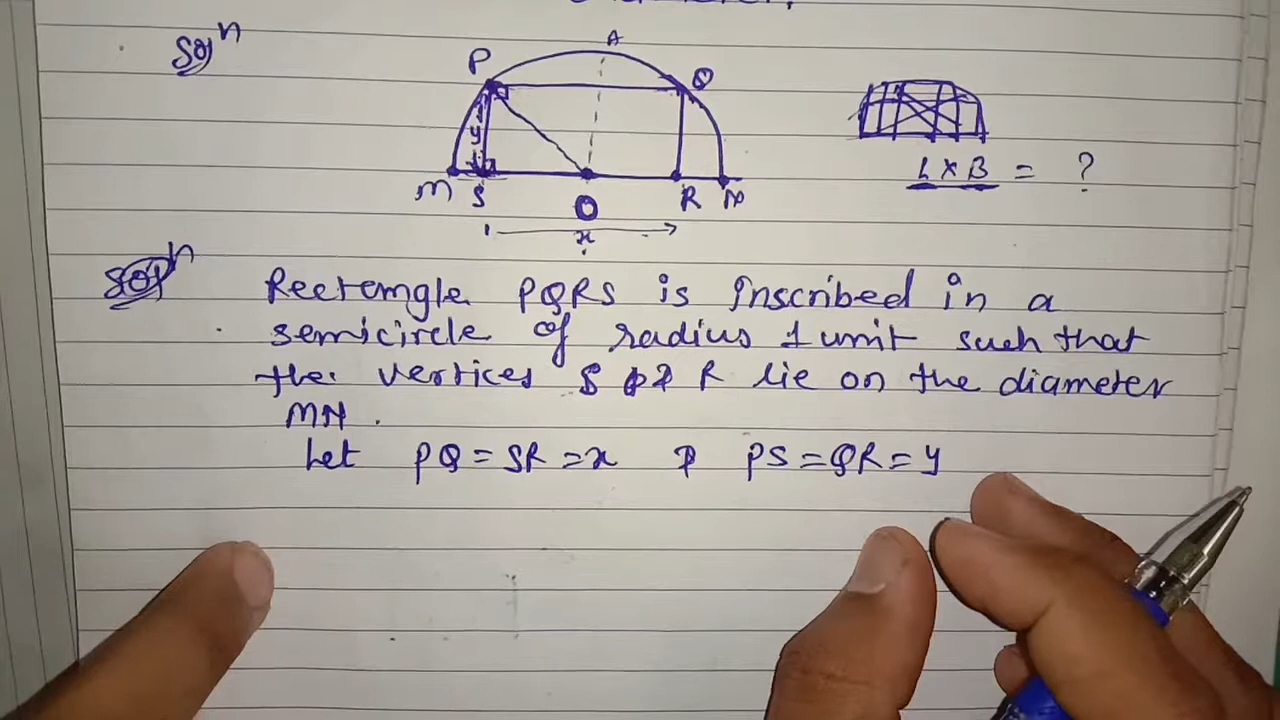 Solⁿ
A
P
Q
y
M S O R N
x
L × B = ?
Solⁿ Rectemgle PQRS is Inscribed in a
semicircle of radius 1 unit such that
the vertices S & R lie on the diameter
MN.
Let PQ = SR = x & PS = QR = y